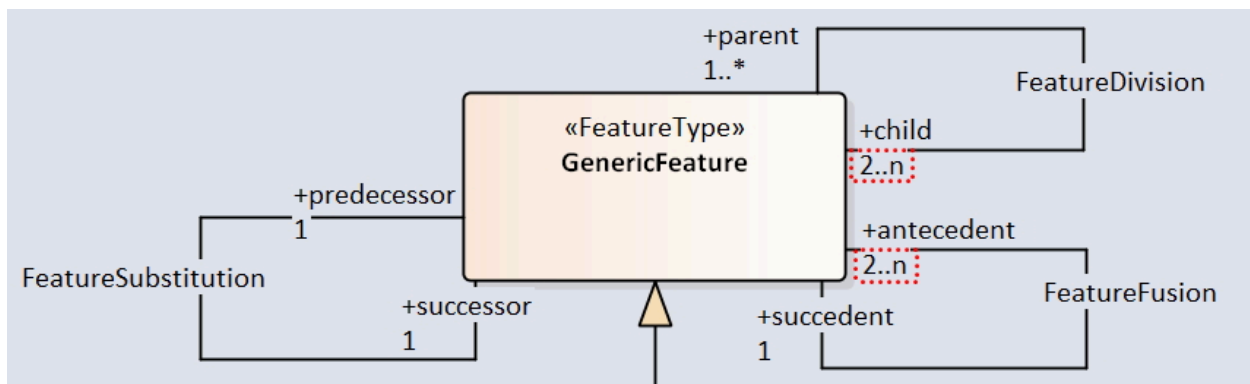 +parent
1..*
FeatureDivision
«FeatureType»
GenericFeature
+child
2..n
+predecessor
1
+antecedent
2..n
FeatureSubstitution
FeatureFusion
+successor
1
+succedent
1